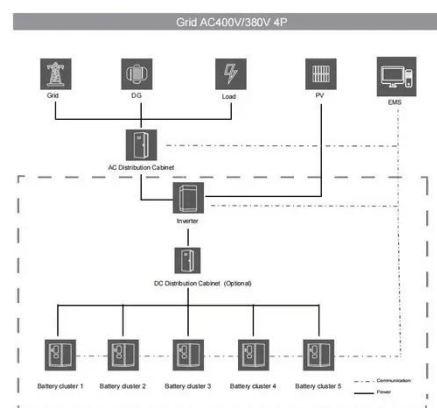 Grid AC400V/380V 4P
Grid
DG
Load
PV
EMS
AC Distribution Cabinet
Inverter
DC Distribution Cabinet (Optional)
Battery cluster 1
Battery cluster 2
Battery cluster 3
Battery cluster 4
Battery cluster 5
Communication
Power